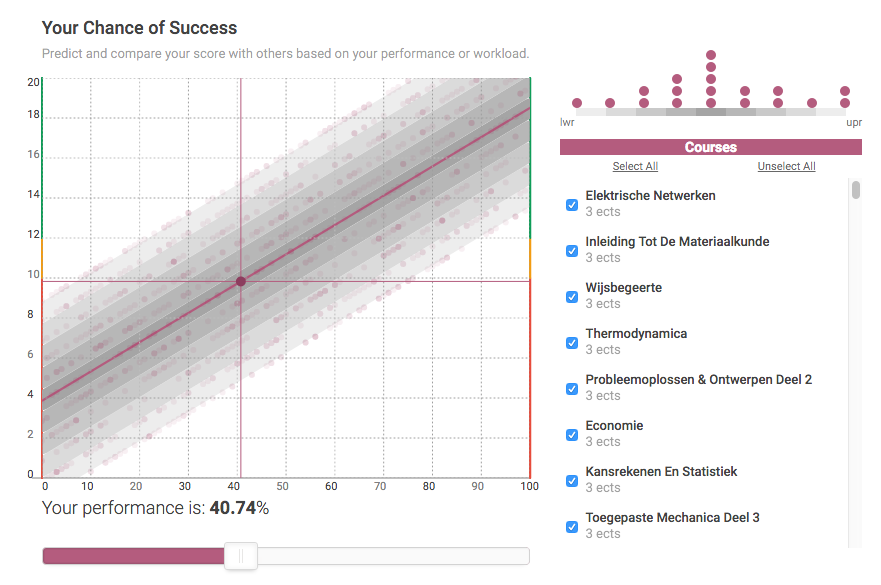 Your Chance of Success
Predict and compare your score with others based on your performance or workload.
20
18
16
14
12
10
8
6
4
2
0
0 10 20 30 40 50 60 70 80 90 100
Your performance is: 40.74%
lwr upr
Courses
Select All Unselect All
Elektrische Netwerken
3 ects
Inleiding Tot De Materiaalkunde
3 ects
Wijsbegeerte
3 ects
Thermodynamica
3 ects
Probleemoplossen & Ontwerpen Deel 2
3 ects
Economie
3 ects
Kansrekenen En Statistiek
3 ects
Toegepaste Mechanica Deel 3
3 ects